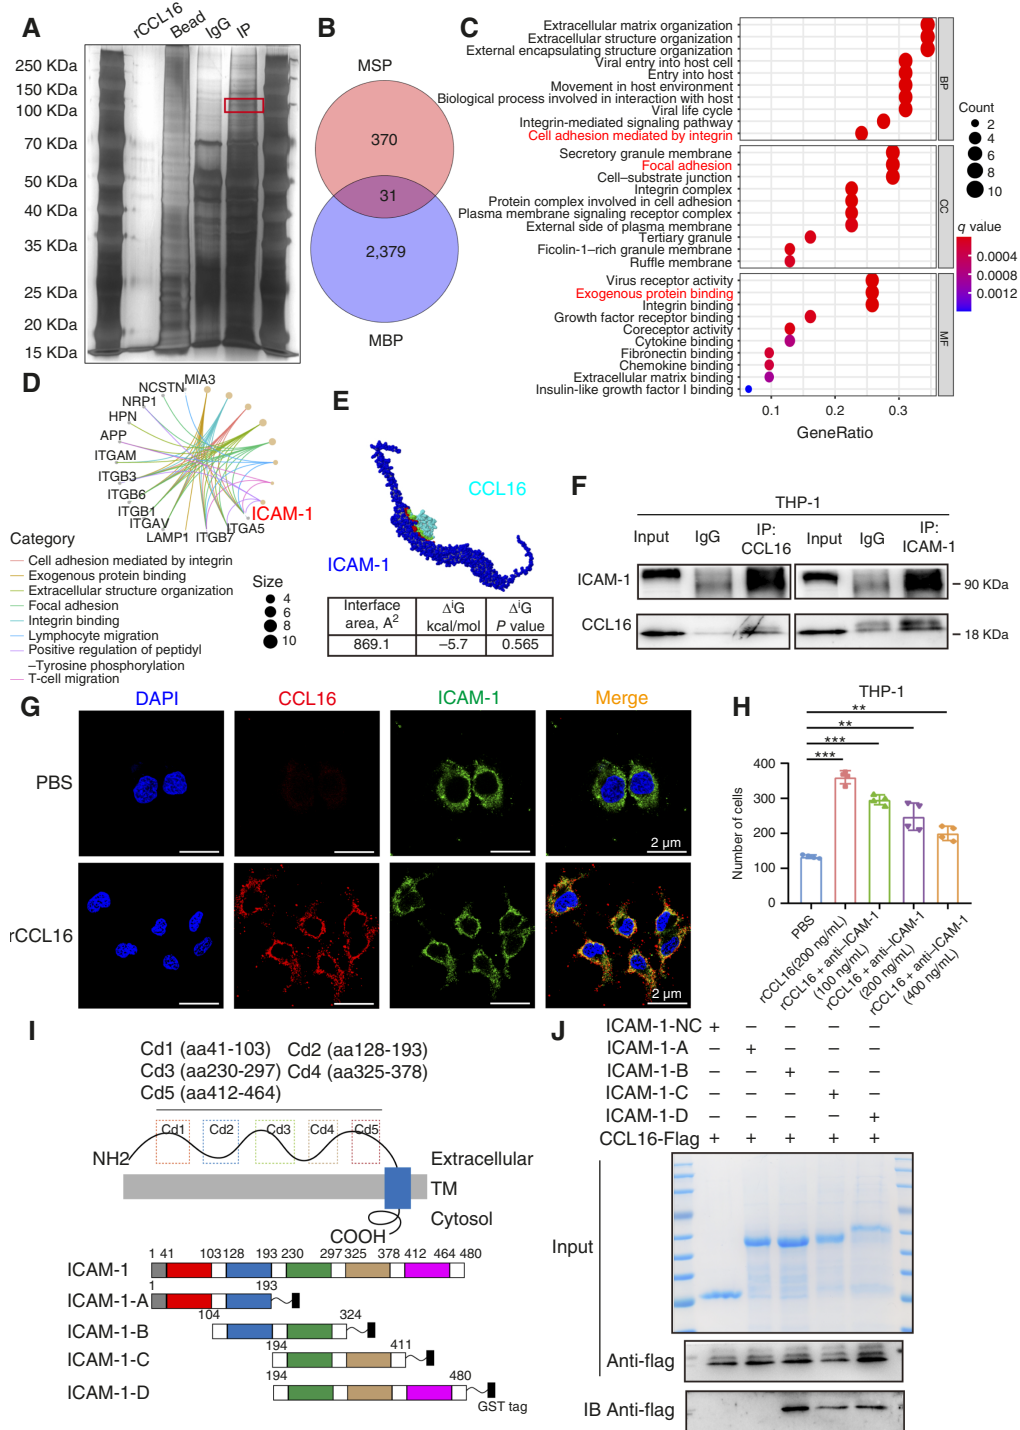 A
rCCL16
Bead
IgG
IP
250 KDa
150 KDa
100 KDa
70 KDa
50 KDa
40 KDa
35 KDa
25 KDa
20 KDa
15 KDa
B
MSP
370
31
2,379
MBP
C
Extracellular matrix organization
Extracellular structure organization
External encapsulating structure organization
Viral entry into host cell
Entry into host
Movement in host environment
Biological process involved in interaction with host
Viral life cycle
Integrin-mediated signaling pathway
Cell adhesion mediated by integrin
BP
Secretory granule membrane
Focal adhesion
Cell–substrate junction
Integrin complex
Protein complex involved in cell adhesion
Plasma membrane signaling receptor complex
External side of plasma membrane
Tertiary granule
Ficolin-1–rich granule membrane
Ruffle membrane
CC
Virus receptor activity
Exogenous protein binding
Integrin binding
Growth factor receptor binding
Coreceptor activity
Cytokine binding
Fibronectin binding
Chemokine binding
Extracellular matrix binding
Insulin-like growth factor I binding
MF
0.1 0.2 0.3
GeneRatio
Count
2
4
6
8
10
q value
0.0004
0.0008
0.0012
D
MIA3
NCSTN
NRP1
HPN
APP
ITGAM
ITGB3
ITGB6
ITGB1
ITGAV
LAMP1
ITGB7
ITGA5
ICAM-1
Category
Cell adhesion mediated by integrin
Exogenous protein binding
Extracellular structure organization
Focal adhesion
Integrin binding
Lymphocyte migration
Positive regulation of peptidyl
–Tyrosine phosphorylation
T-cell migration
Size
4
6
8
10
E
CCL16
ICAM-1
Interface area, A2 ΔiG kcal/mol ΔiG P value
869.1 −5.7 0.565
F
THP-1
Input IgG IP: CCL16 Input IgG IP: ICAM-1
ICAM-1
90 KDa
CCL16
18 KDa
G
DAPI CCL16 ICAM-1 Merge
PBS
2 μm
rCCL16
2 μm
H
THP-1
**
**
***
***
Number of cells
400
300
200
100
0
PBS
rCCL16(200 ng/mL)
rCCL16 + anti–ICAM-1
(100 ng/mL)
rCCL16 + anti–ICAM-1
(200 ng/mL)
rCCL16 + anti–ICAM-1
(400 ng/mL)
I
Cd1 (aa41-103) Cd2 (aa128-193)
Cd3 (aa230-297) Cd4 (aa325-378)
Cd5 (aa412-464)
Cd1 Cd2 Cd3 Cd4 Cd5
NH2
Extracellular
TM
Cytosol
COOH
1 41 103 128 193 230 297 325 378 412 464 480
ICAM-1
1 193
ICAM-1-A
104 324
ICAM-1-B
194 411
ICAM-1-C
194 480
ICAM-1-D
GST tag
J
ICAM-1-NC + − − − −
ICAM-1-A − + − − −
ICAM-1-B − − + − −
ICAM-1-C − − − + −
ICAM-1-D − − − − +
CCL16-Flag + + + + +
Input
Anti-flag
IB Anti-flag